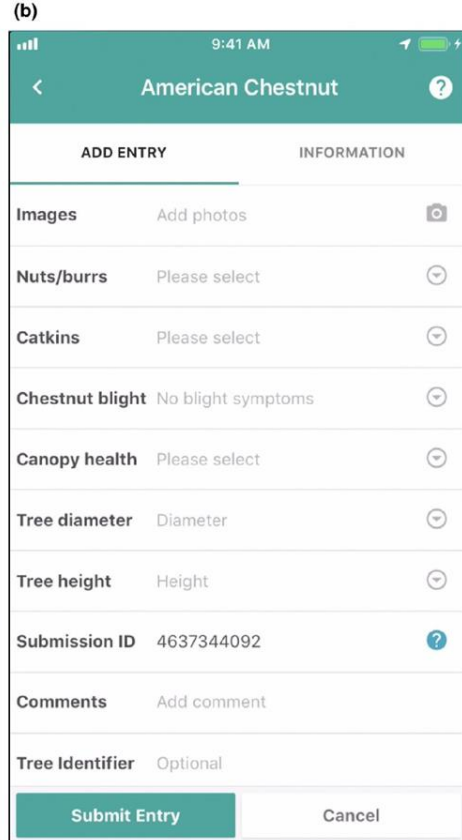 (b)
9:41 AM
American Chestnut
ADD ENTRY INFORMATION
Images Add photos
Nuts/burrs Please select
Catkins Please select
Chestnut blight No blight symptoms
Canopy health Please select
Tree diameter Diameter
Tree height Height
Submission ID 4637344092
Comments Add comment
Tree Identifier Optional
Submit Entry Cancel